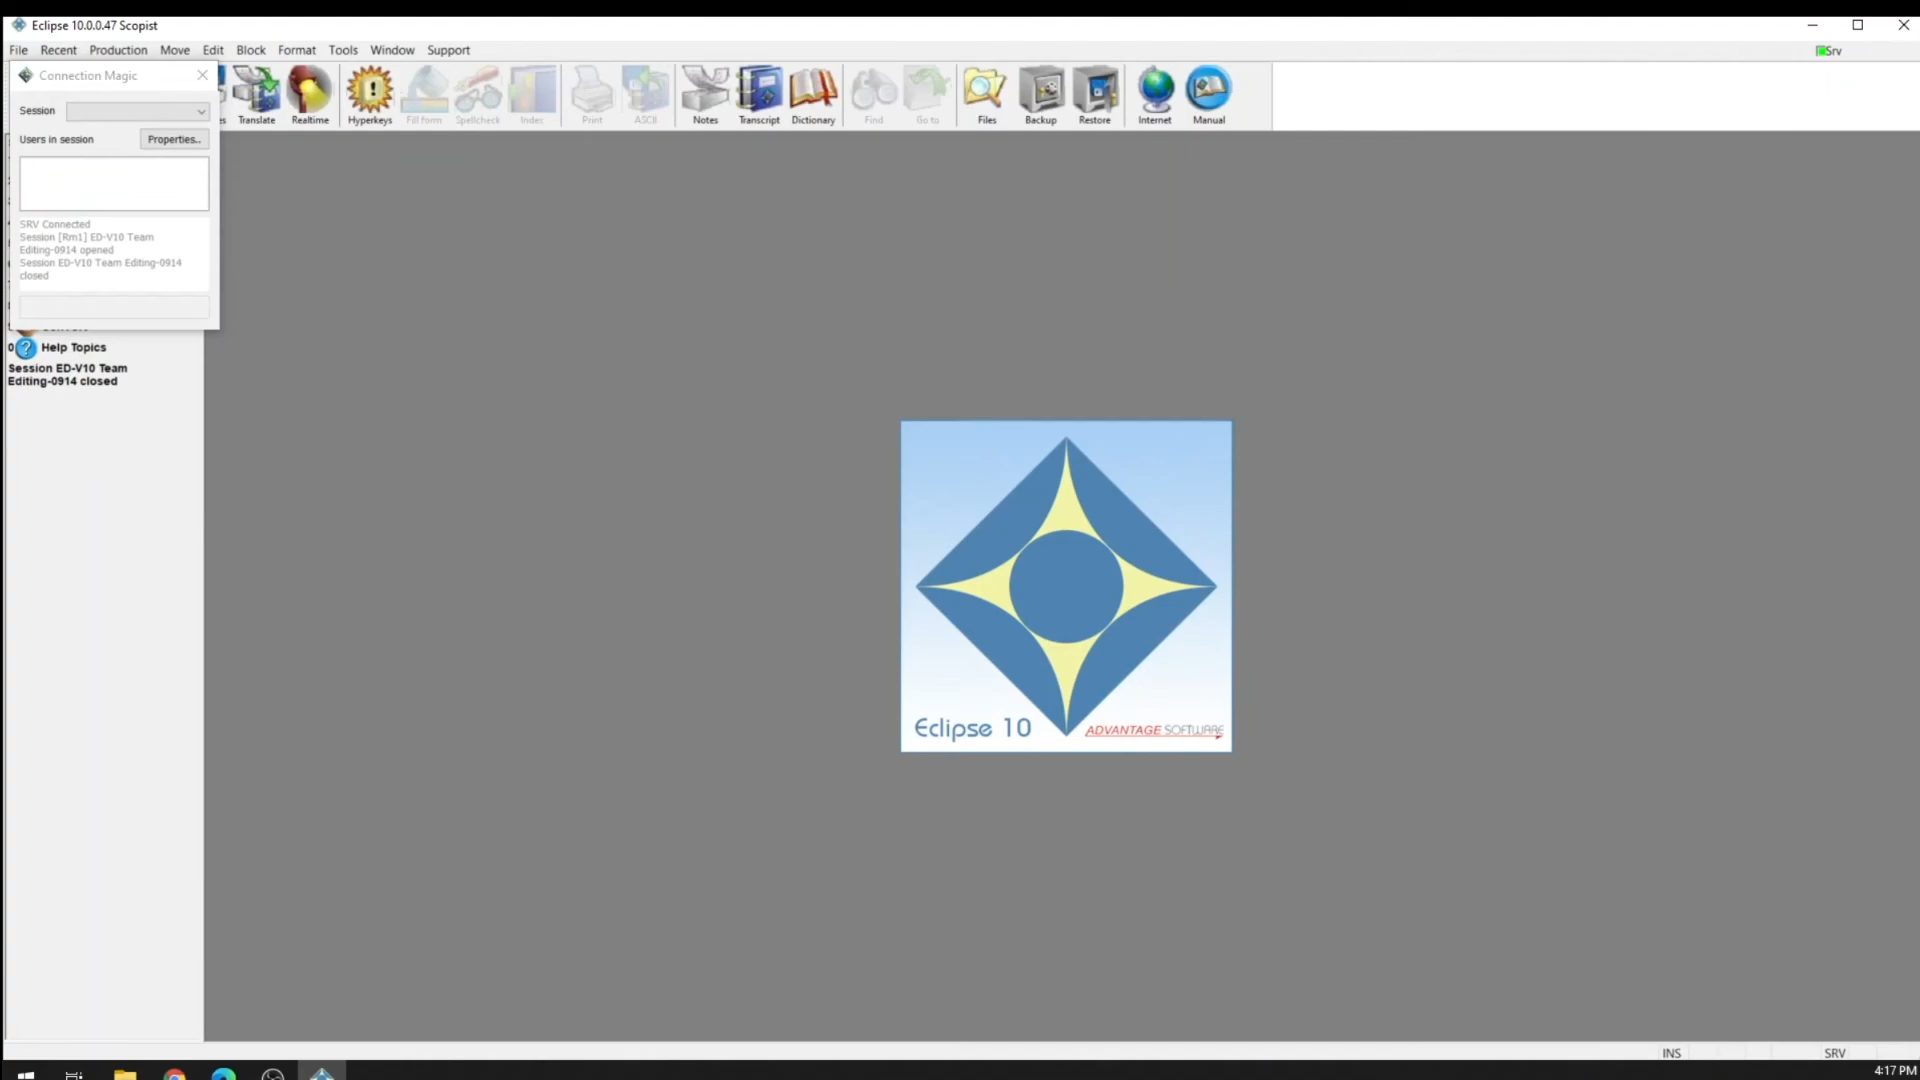 Eclipse 10.0.0.47 Scopist
File Recent Production Move Edit Block Format Tools Window Support
Srv
Connection Magic
Session
Users in session
Properties..
SRV Connected
Session [Rm1] ED-V10 Team
Editing-0914 opened
Session ED-V10 Team Editing-0914
closed
Translate
Realtime
Hyperkeys
Fill form
Spellcheck
Index
Print
ASCII
Notes
Transcript
Dictionary
Find
Go to
Files
Backup
Restore
Internet
Manual
0 Help Topics
Session ED-V10 Team
Editing-0914 closed
Eclipse 10
ADVANTAGE SOFTWARE
INS
SRV
4:17 PM